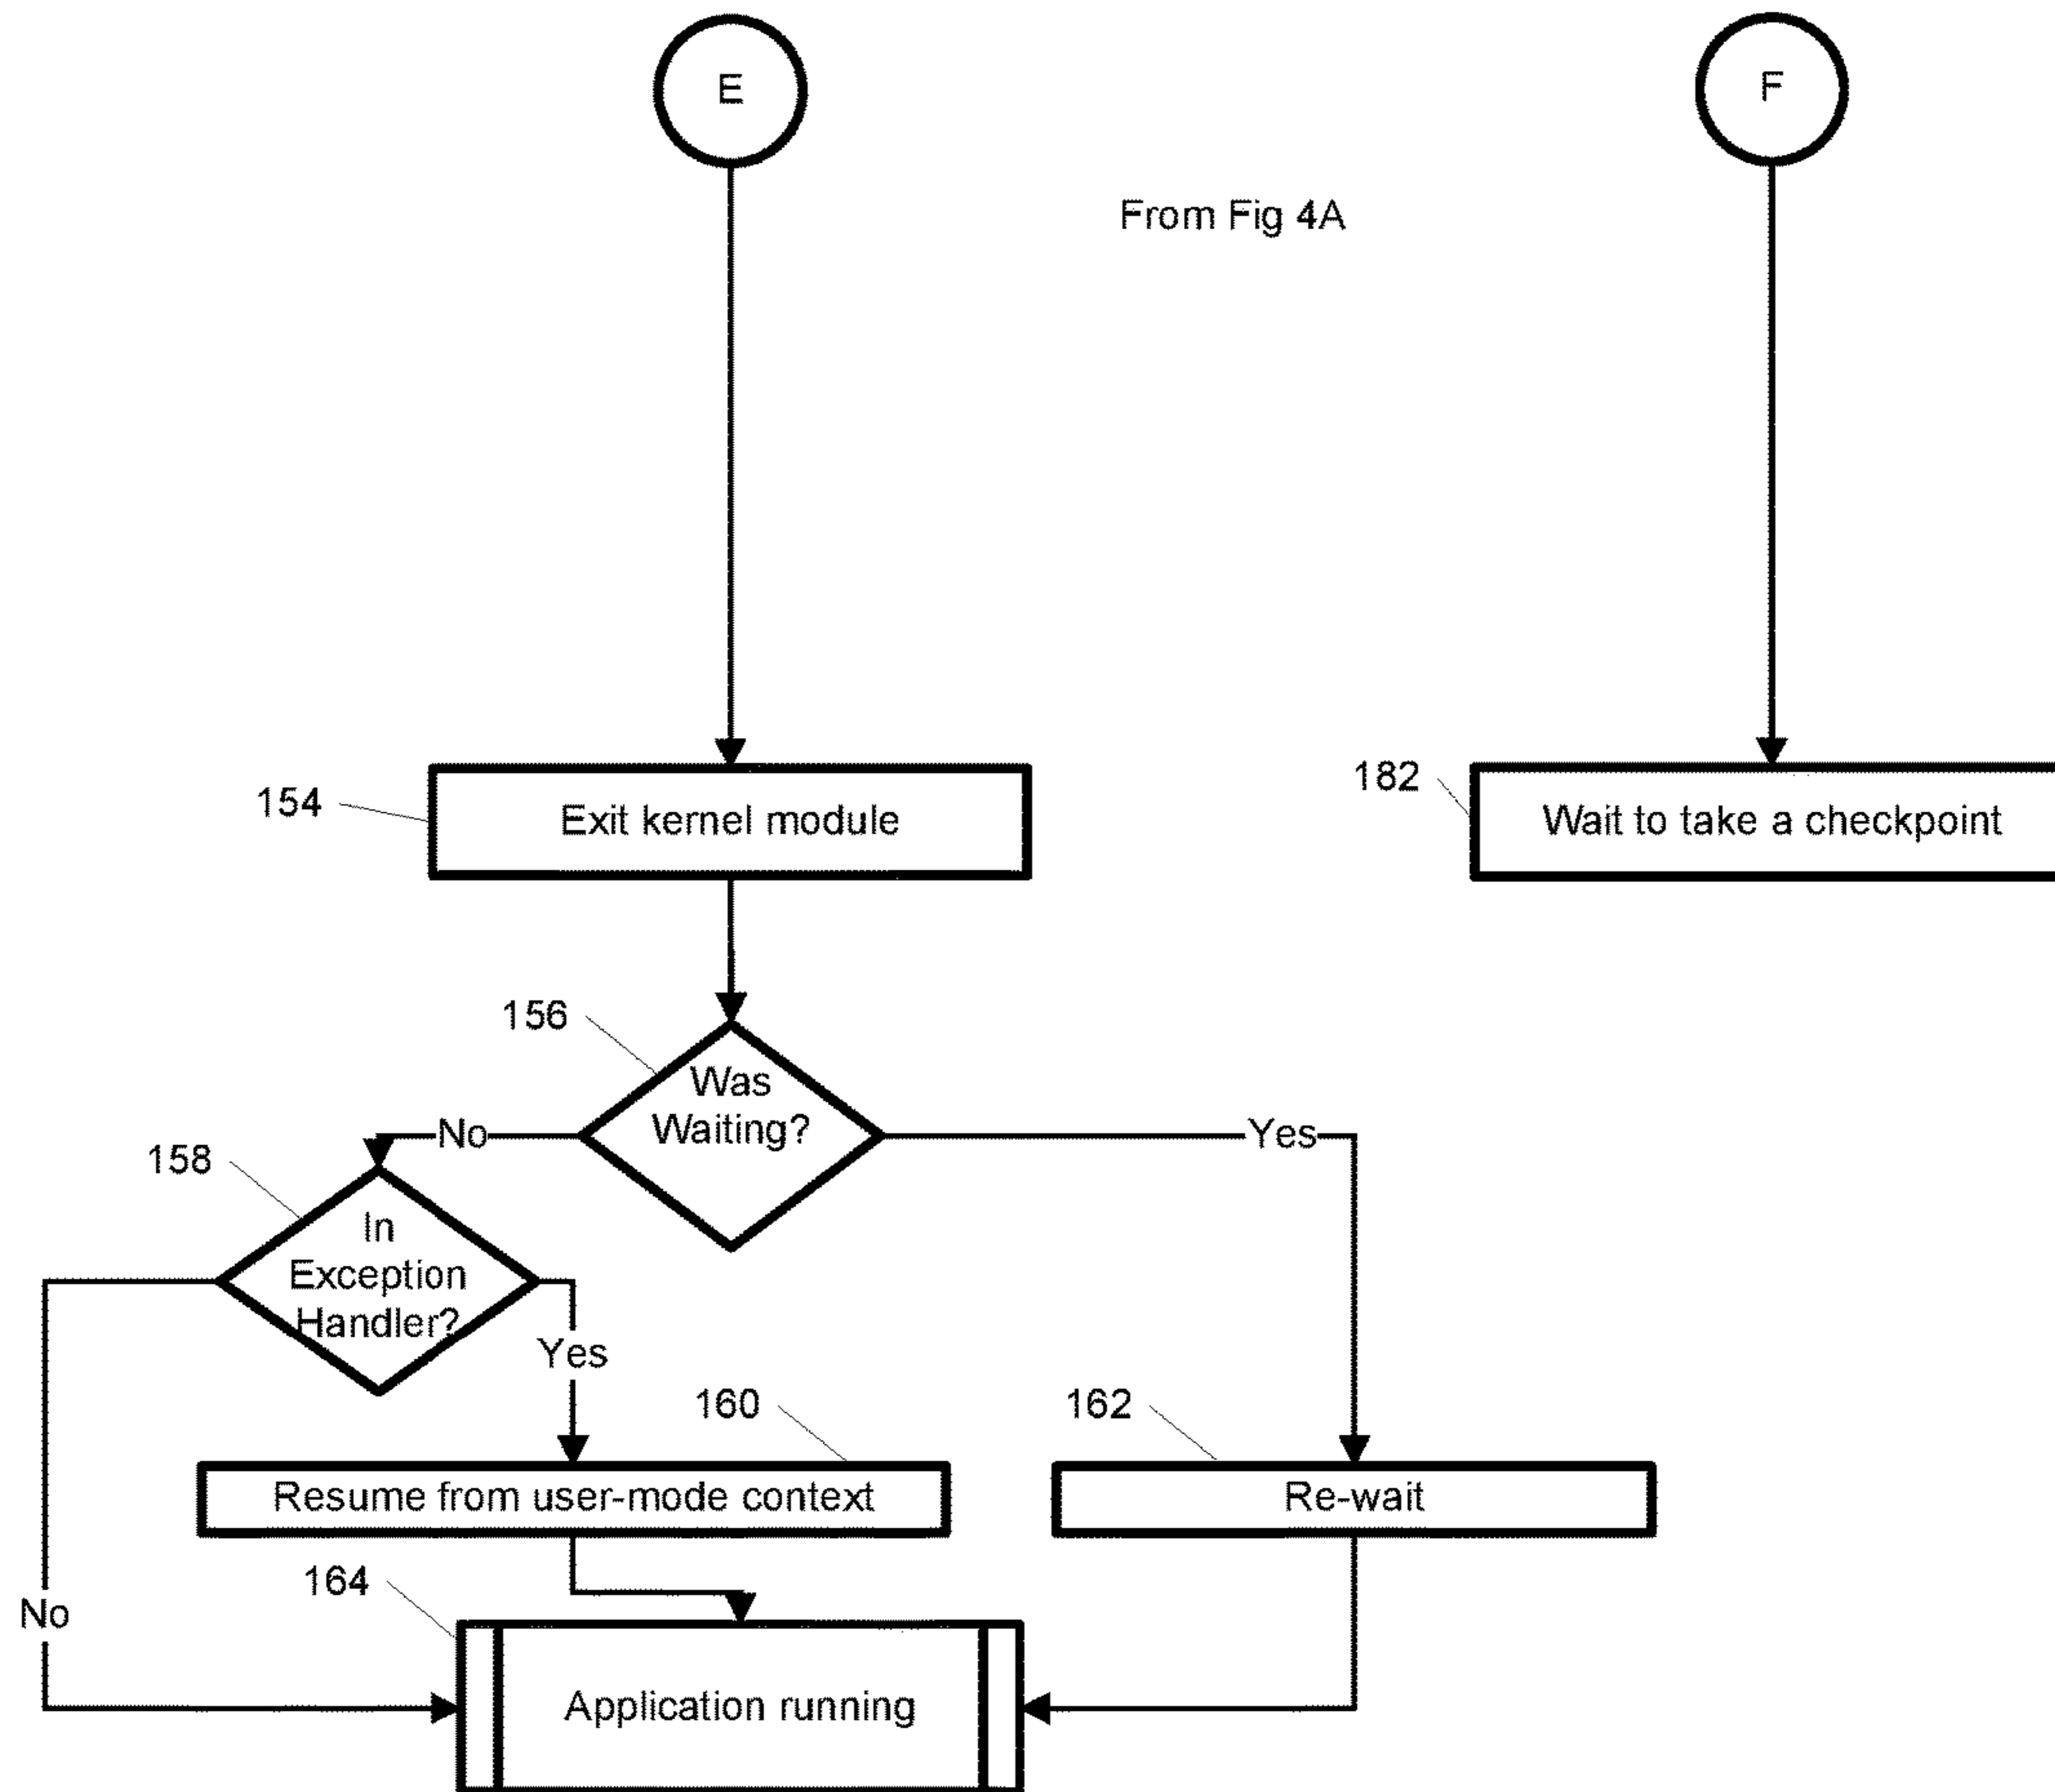 E
F
From Fig 4A
154
Exit kernel module
182
Wait to take a checkpoint
156
Was
Waiting?
No
Yes
158
In
Exception
Handler?
Yes
160
162
Resume from user-mode context
Re-wait
164
No
Application running